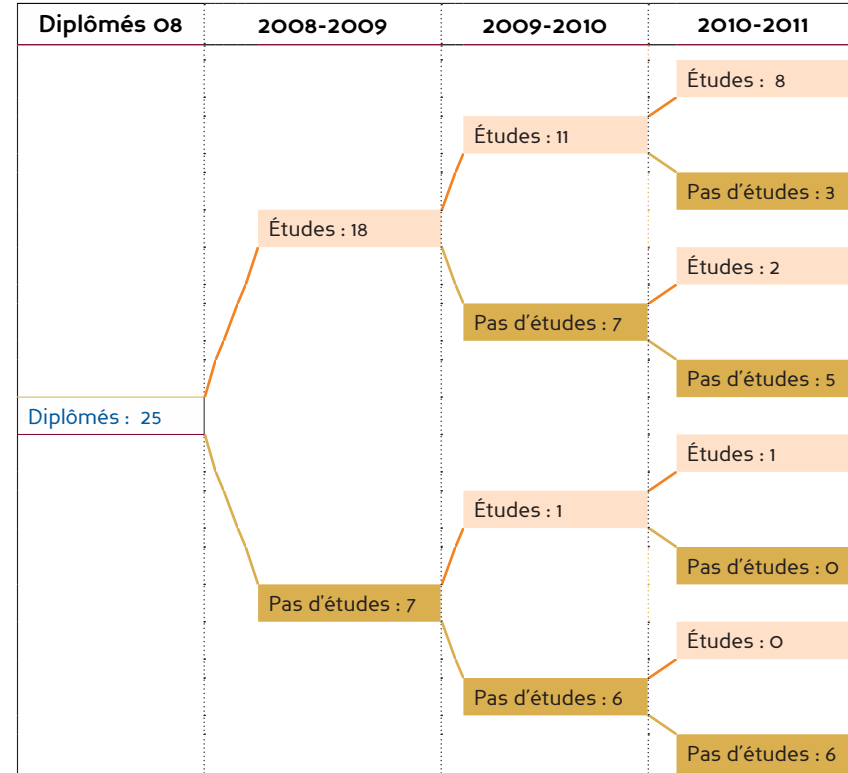 Diplômés 08 2008-2009 2009-2010 2010-2011
Études : 8
Études : 11
Pas d'études : 3
Études : 18
Études : 2
Pas d'études : 7
Pas d'études : 5
Diplômés : 25
Études : 1
Études : 1
Pas d'études : 0
Pas d'études : 7
Études : 0
Pas d'études : 6
Pas d'études : 6